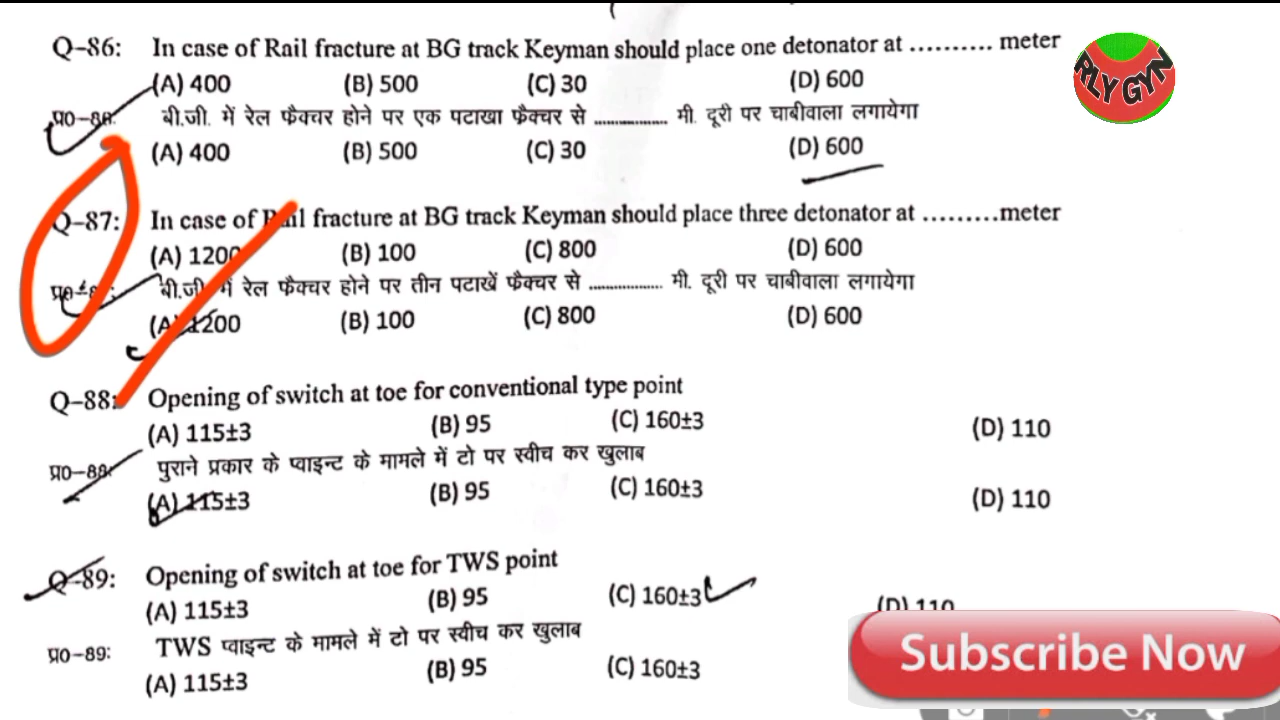 Q–86: In case of Rail fracture at BG track Keyman should place one detonator at .......... meter
(A) 400 (B) 500 (C) 30 (D) 600
प्र0–86: बी.जी. में रेल फैक्चर होने पर एक पटाखा फ़ैक्चर से .................. मी. दूरी पर चाबीवाला लगायेगा
(A) 400 (B) 500 (C) 30 (D) 600
RLY GYN
Q–87: In case of Rail fracture at BG track Keyman should place three detonator at ..........meter
(A) 1200 (B) 100 (C) 800 (D) 600
बी.जी में रेल फैक्चर होने पर तीन पटाखें फ़ैक्चर से .................. मी. दूरी पर चाबीवाला लगायेगा
(A) 1200 (B) 100 (C) 800 (D) 600
Q–88: Opening of switch at toe for conventional type point
(A) 115±3 (B) 95 (C) 160±3 (D) 110
प्र0–88: पुराने प्रकार के प्वाइन्ट के मामले में टो पर स्वीच कर खुलाब
(A) 115±3 (B) 95 (C) 160±3 (D) 110
Q–89: Opening of switch at toe for TWS point
(A) 115±3 (B) 95 (C) 160±3 (D) 110
प्र0–89: TWS प्वाइन्ट के मामले में टो पर स्वीच कर खुलाब
(A) 115±3 (B) 95 (C) 160±3
Subscribe Now